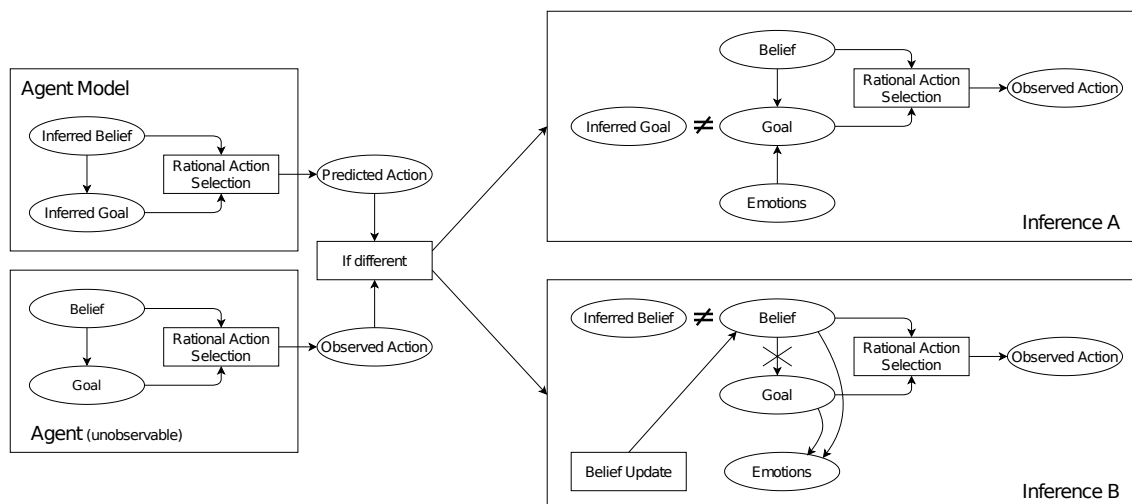 Agent Model
Inferred Belief
Rational Action
Selection
Inferred Goal
Predicted Action
If different
Belief
Rational Action
Selection
Goal
Observed Action
Agent (unobservable)
Belief
Rational Action
Selection
Observed Action
Inferred Goal
≠
Goal
Emotions
Inference A
Inferred Belief
≠
Belief
Rational Action
Selection
Observed Action
Goal
Belief Update
Emotions
Inference B